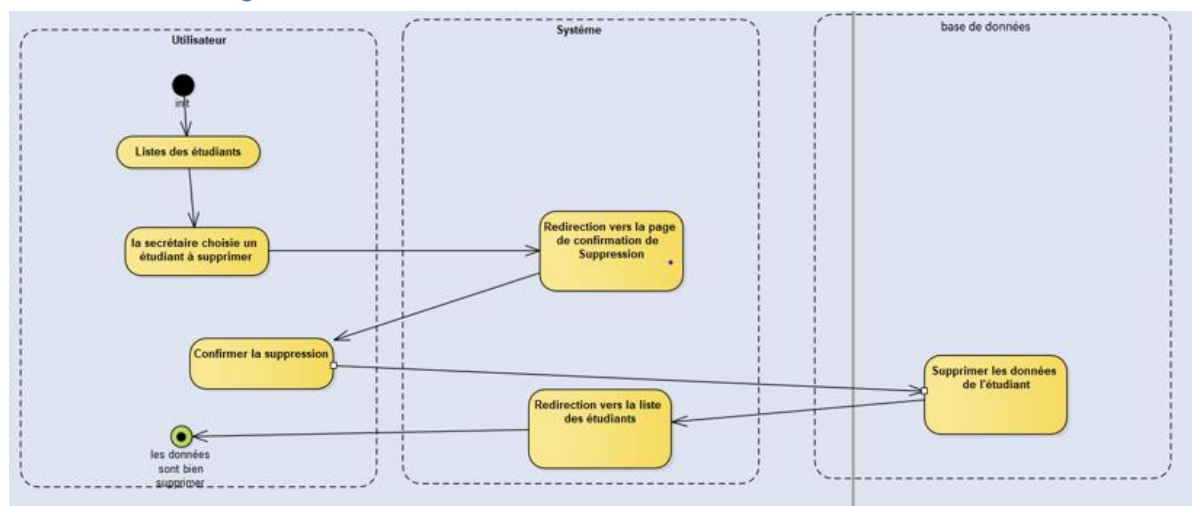 Utilisateur
Systéme
base de données
init
Listes des étudiants
la secrétaire choisie un
étudiant à supprimer
Redirection vers la page
de confirmation de
Suppression
Confirmer la suppression
Supprimer les données
de l'étudiant
Redirection vers la liste
des étudiants
les données
sont bien
supprimer